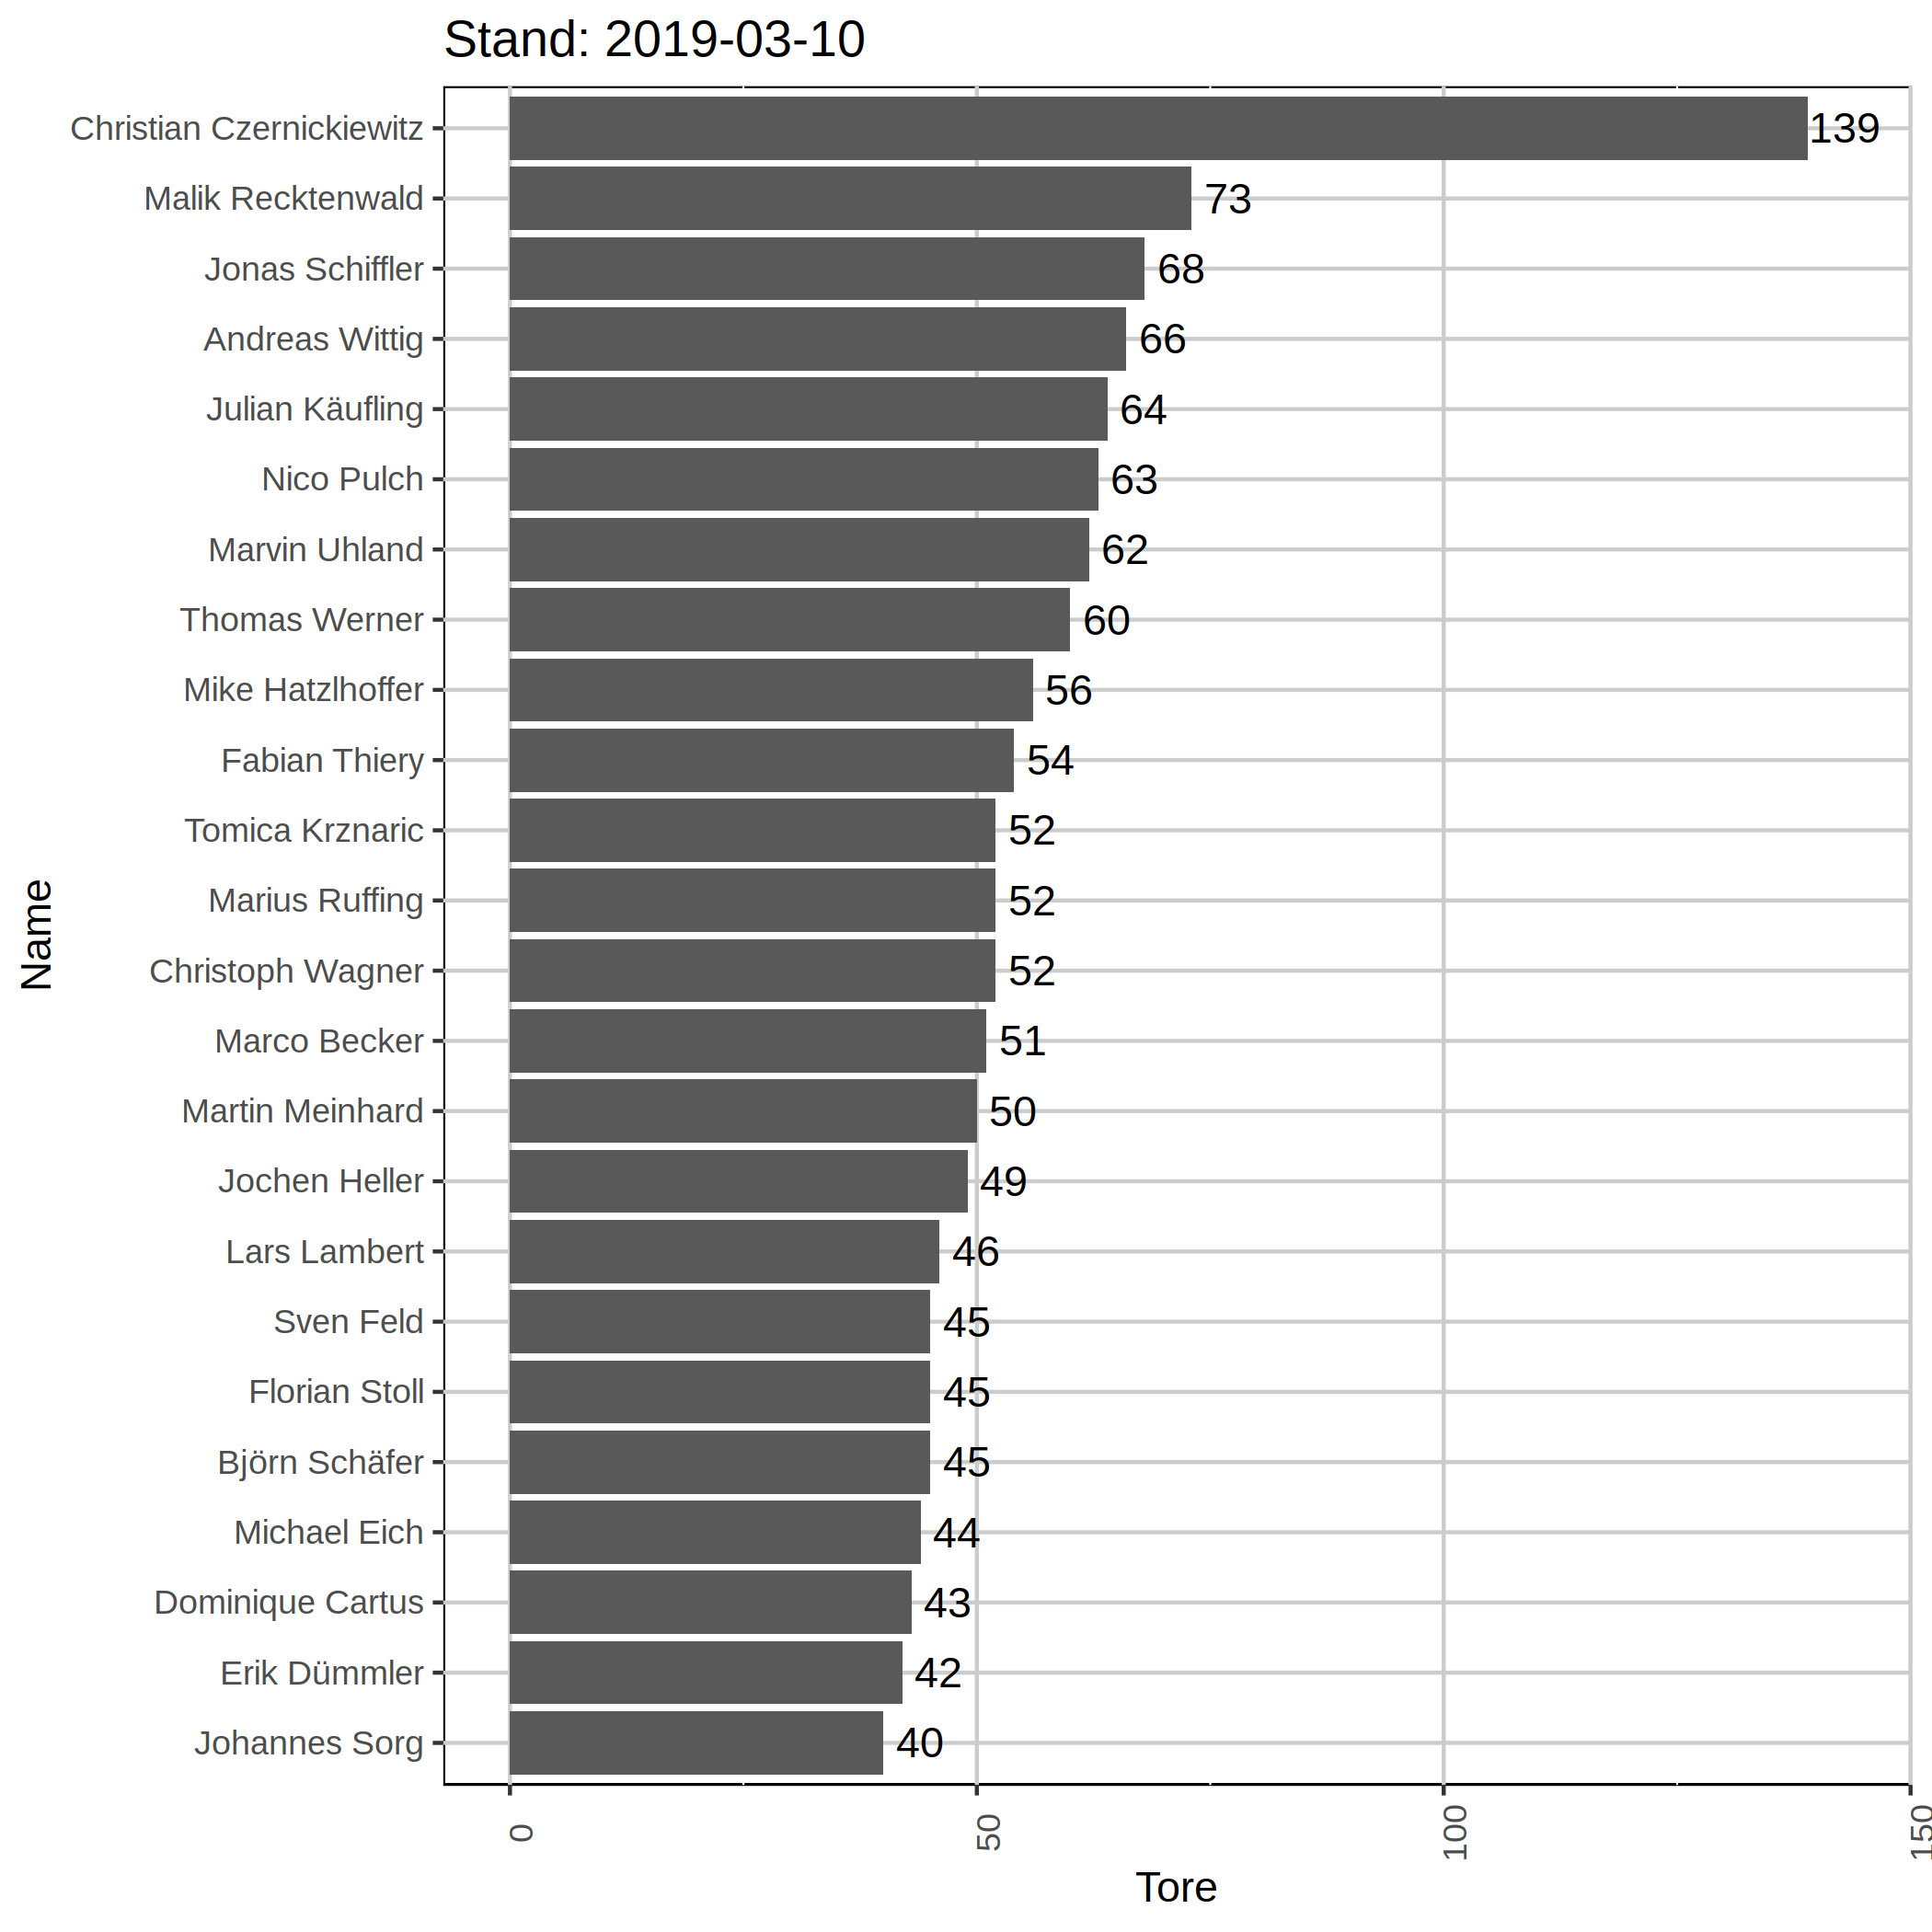 Stand: 2019-03-10
Christian Czernickiewitz 139
Malik Recktenwald 73
Jonas Schiffler 68
Andreas Wittig 66
Julian Käufling 64
Nico Pulch 63
Marvin Uhland 62
Thomas Werner 60
Mike Hatzlhoffer 56
Fabian Thiery 54
Tomica Krznaric 52
Marius Ruffing 52
Christoph Wagner 52
Marco Becker 51
Martin Meinhard 50
Jochen Heller 49
Lars Lambert 46
Sven Feld 45
Florian Stoll 45
Björn Schäfer 45
Michael Eich 44
Dominique Cartus 43
Erik Dümmler 42
Johannes Sorg 40
Name
0 50 100 150
Tore